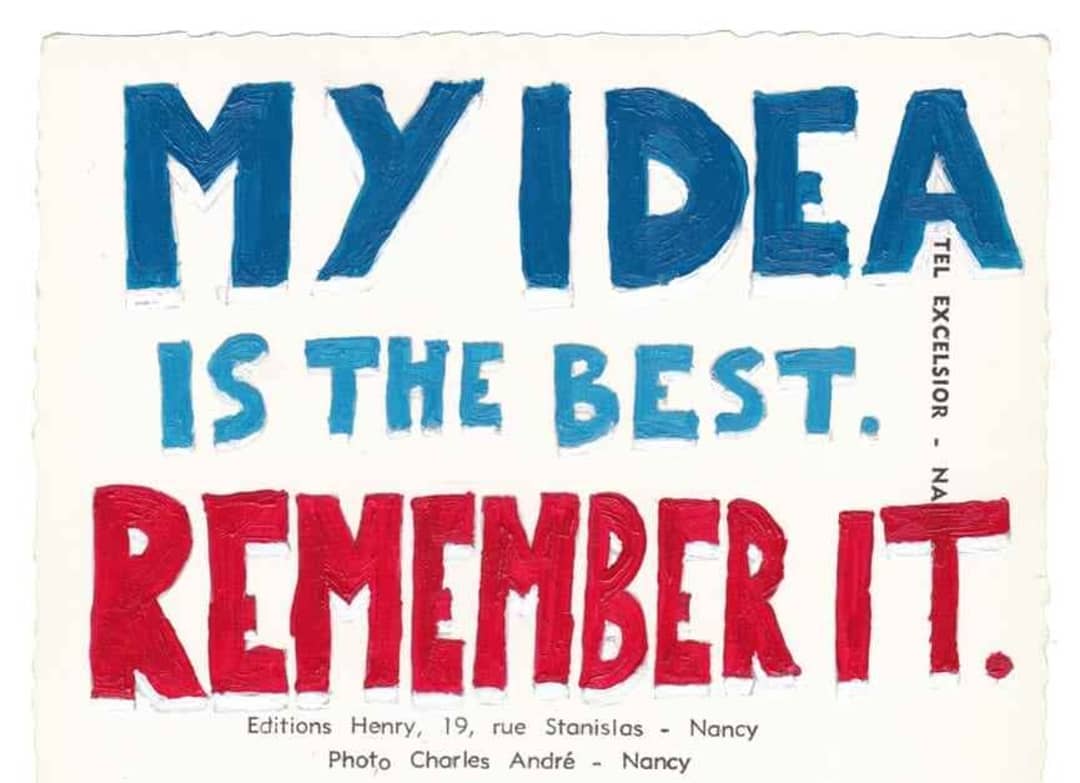 MY IDEA
IS THE BEST.
REMEMBER IT.
TEL EXCELSIOR - NA
Editions Henry, 19, rue Stanislas - Nancy
Photo Charles André - Nancy